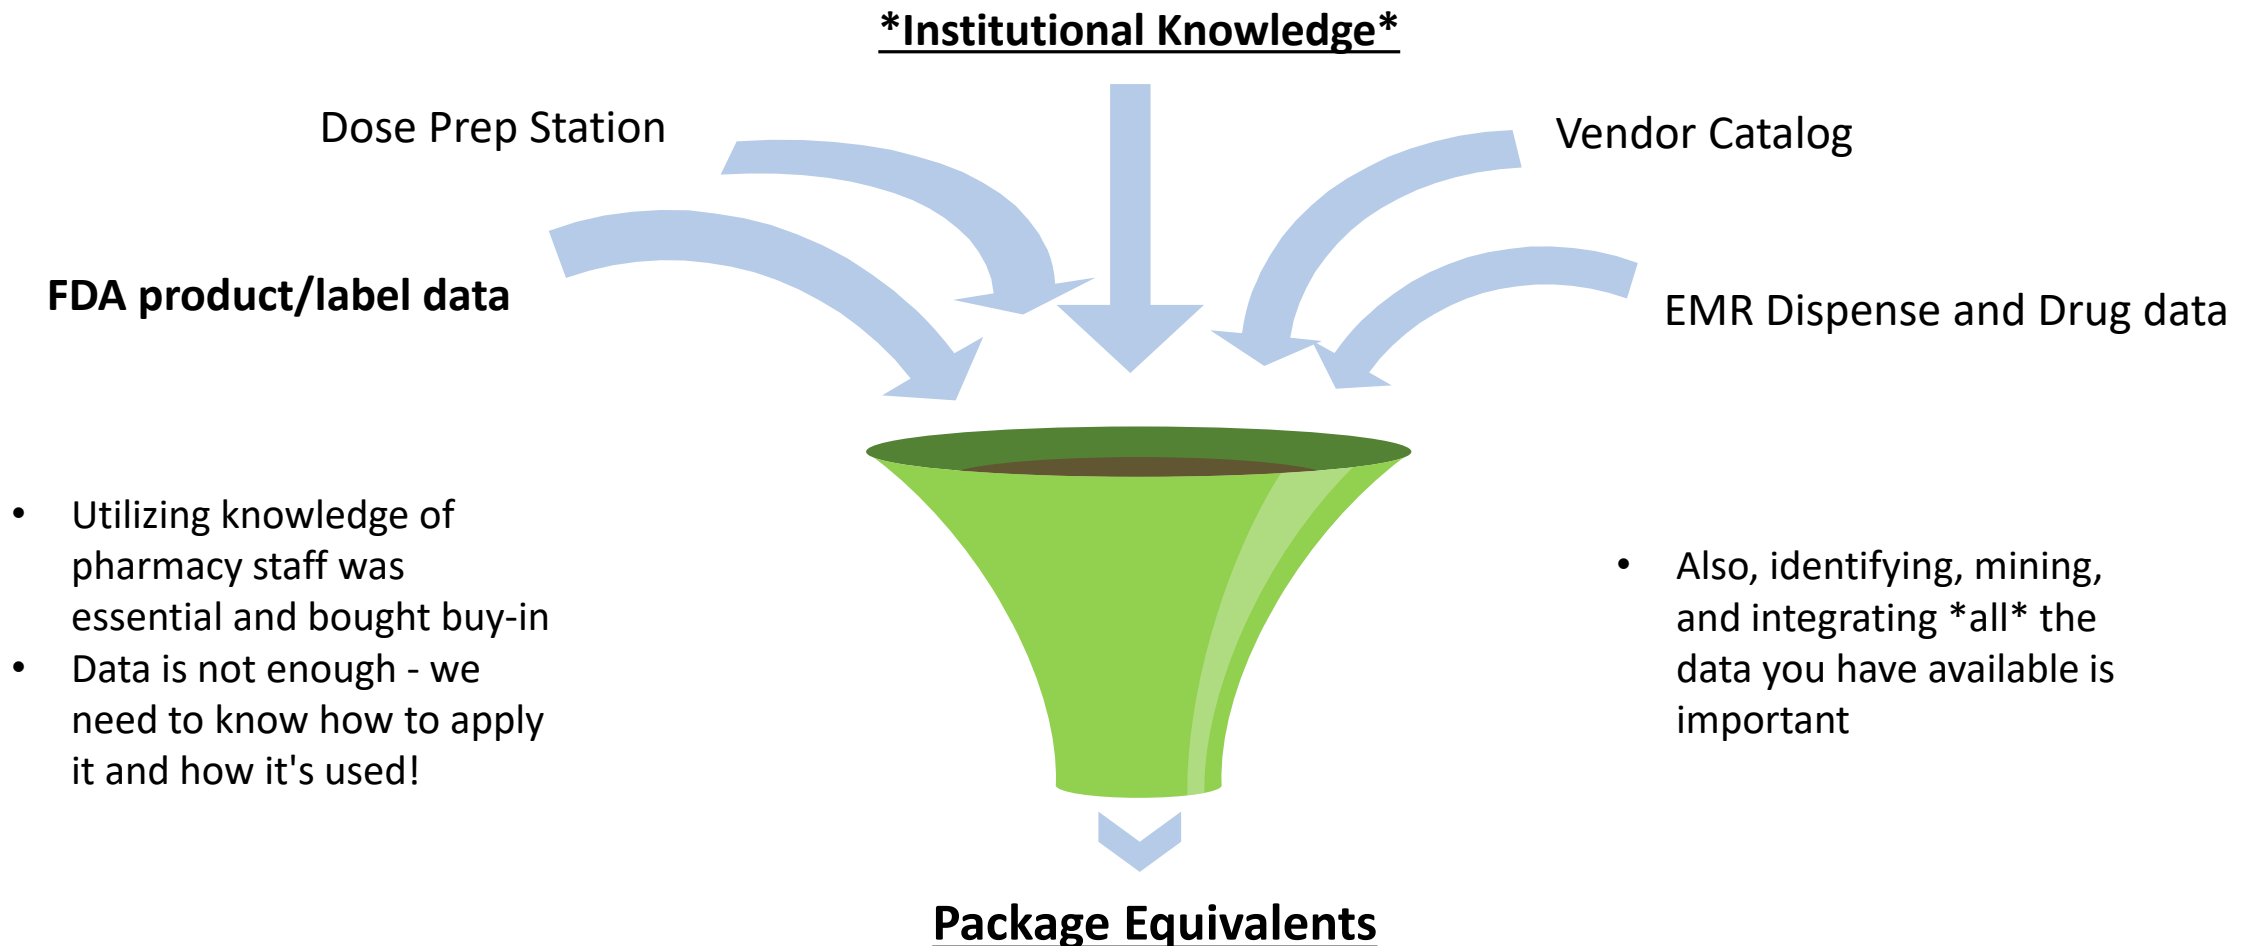 *Institutional Knowledge*
Dose Prep Station
Vendor Catalog
FDA product/label data
EMR Dispense and Drug data
• Utilizing knowledge of
pharmacy staff was
essential and bought buy-in
• Data is not enough - we
need to know how to apply
it and how it's used!
• Also, identifying, mining,
and integrating *all* the
data you have available is
important
Package Equivalents